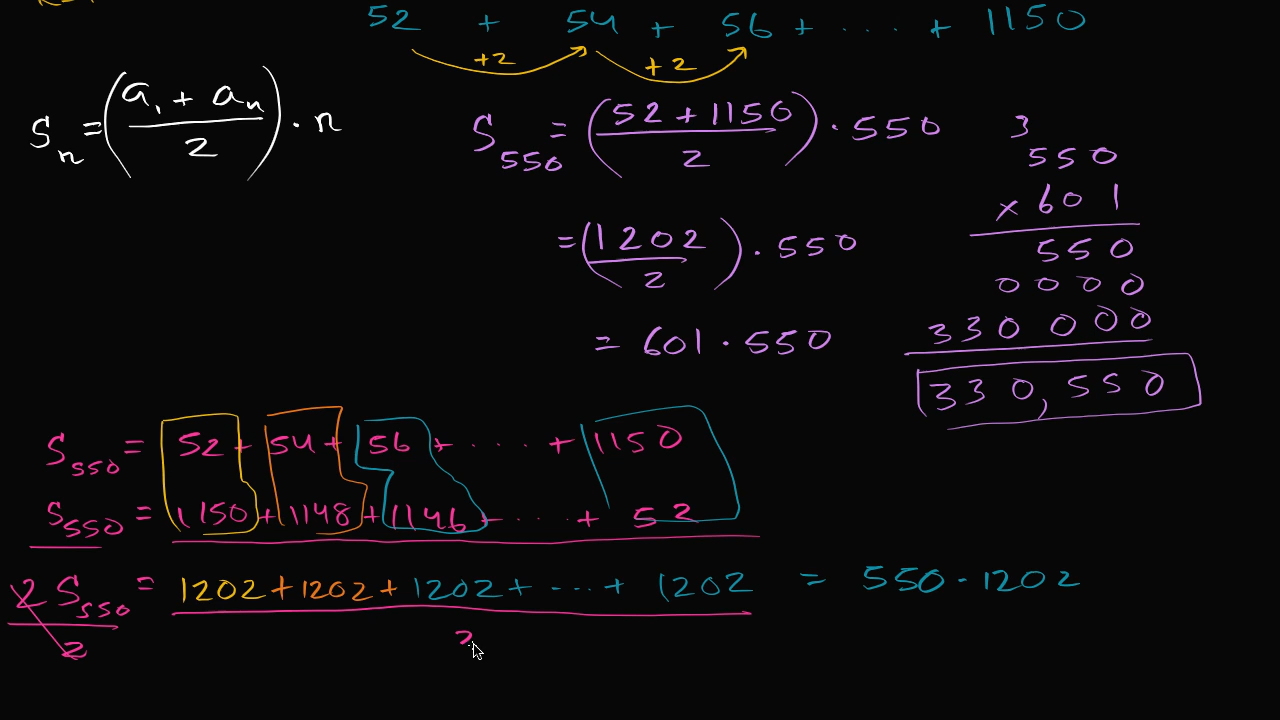 52 + 54 + 56 + .... + 1150
+2 +2
Sₙ = ((a₁ + aₙ)/2) · n
S₅₅₀ = ((52 + 1150)/2) · 550
= (1202/2) · 550
= 601 · 550
3
550
× 601
550
0000
330 000
330,550
S₅₅₀ = 52 + 54 + 56 + .... + 1150
S₅₅₀ = 1150 + 1148 + 1146 + .... + 52
2 S₅₅₀ = 1202 + 1202 + 1202 + ... + 1202 = 550 · 1202
2